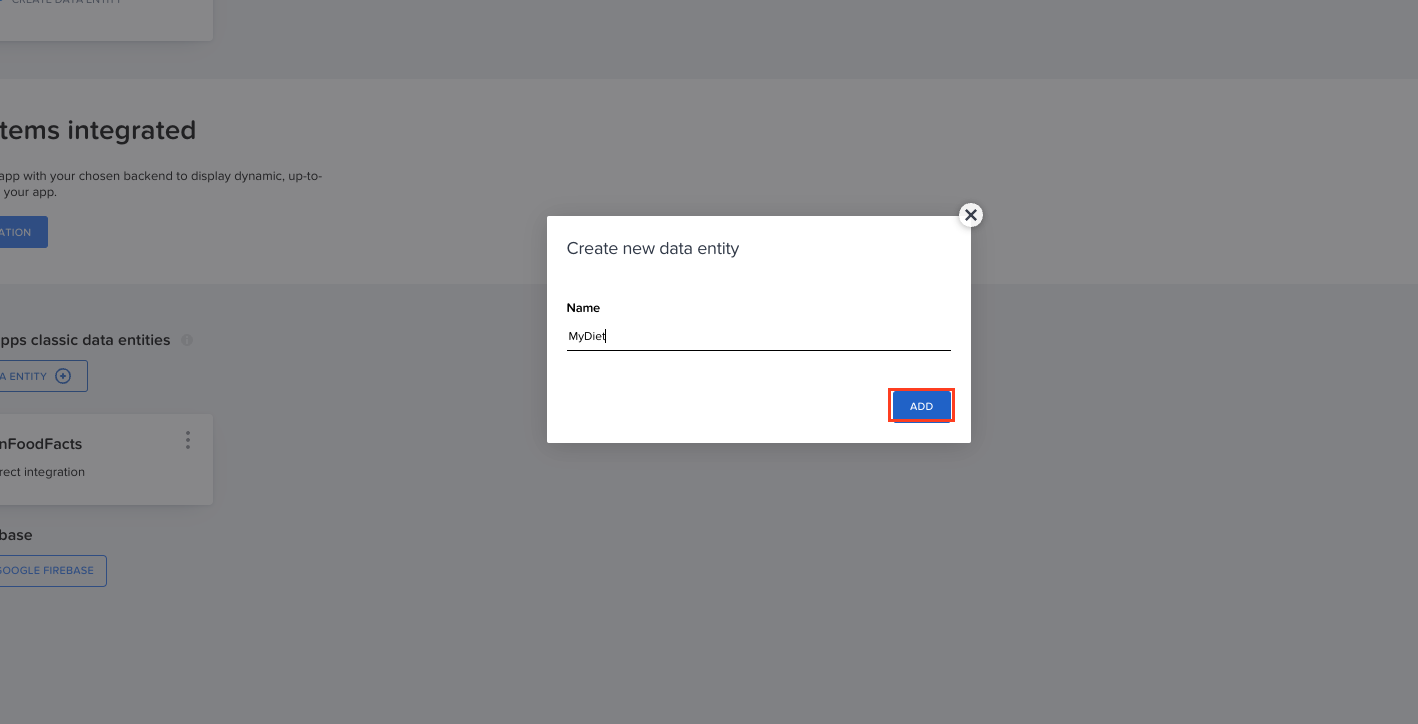 CREATE DATA ENTITY
tems integrated
app with your chosen backend to display dynamic, up-to-
your app.
ATION
Create new data entity
Name
MyDiet
ADD
pps classic data entities
A ENTITY
nFoodFacts
rect integration
base
GOOGLE FIREBASE